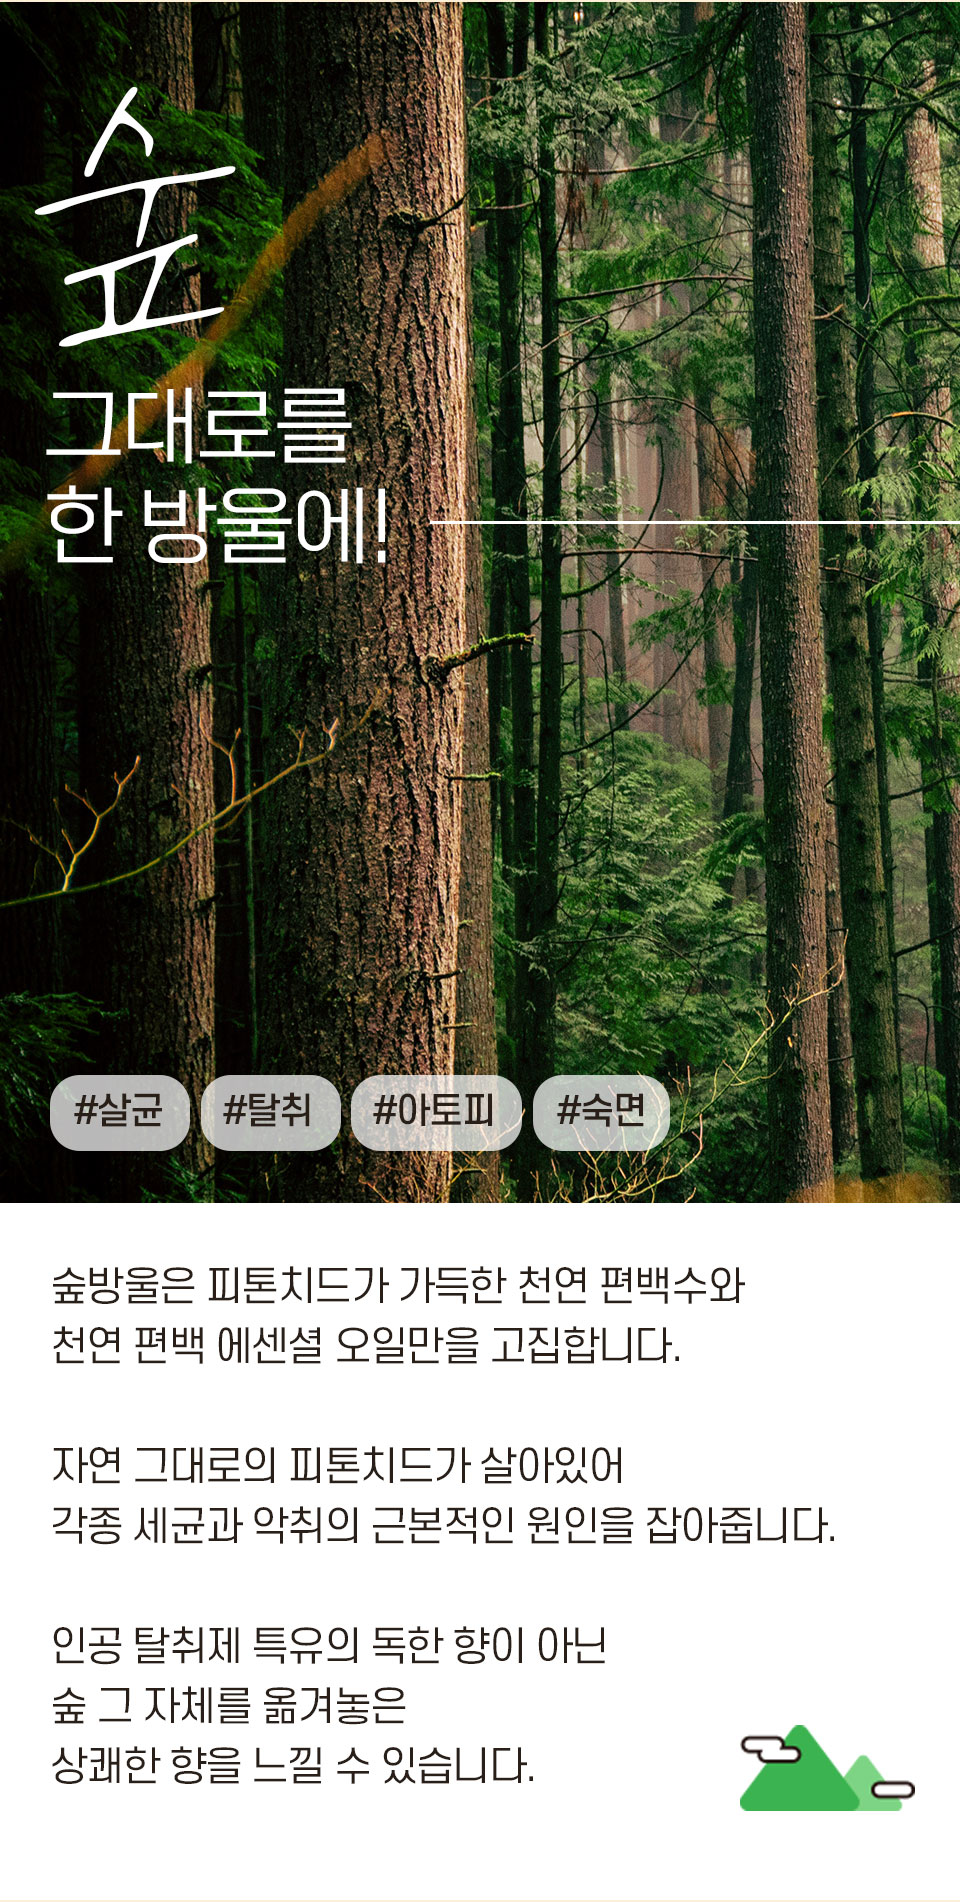 숲
그대로를
한 방울에!
#살균 #탈취 #아토피 #숙면
숲방울은 피톤치드가 가득한 천연 편백수와
천연 편백 에센셜 오일만을 고집합니다.
자연 그대로의 피톤치드가 살아있어
각종 세균과 악취의 근본적인 원인을 잡아줍니다.
인공 탈취제 특유의 독한 향이 아닌
숲 그 자체를 옮겨놓은
상쾌한 향을 느낄 수 있습니다.